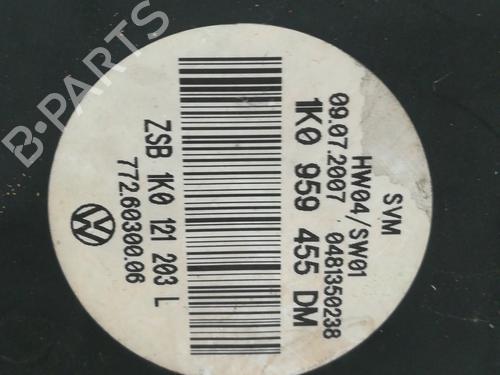 SVM
HW04/SW01
09.07.2007 0481350238
1K0 959 455 DM
ZSB 1K0 121 203 L
772.60300.06
B-PARTS